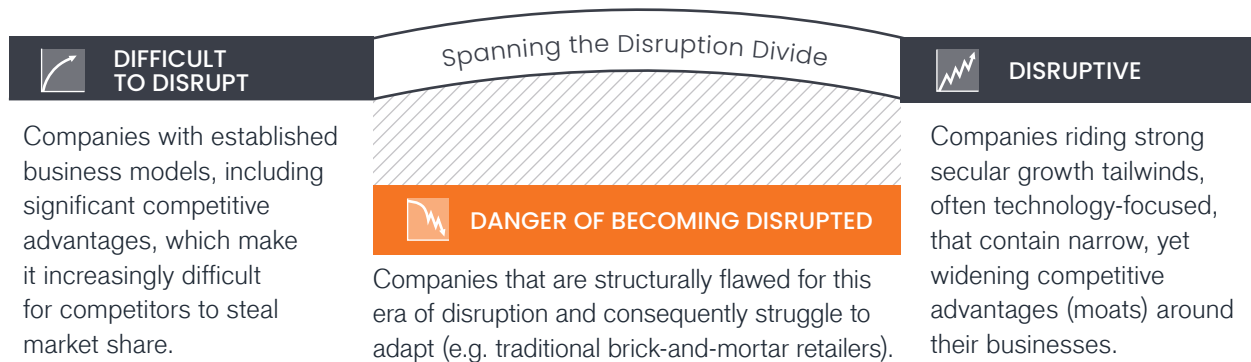 Spanning the Disruption Divide
DIFFICULT
TO DISRUPT
Companies with established
business models, including
significant competitive
advantages, which make
it increasingly difficult
for competitors to steal
market share.
DANGER OF BECOMING DISRUPTED
Companies that are structurally flawed for this
era of disruption and consequently struggle to
adapt (e.g. traditional brick-and-mortar retailers).
DISRUPTIVE
Companies riding strong
secular growth tailwinds,
often technology-focused,
that contain narrow, yet
widening competitive
advantages (moats) around
their businesses.